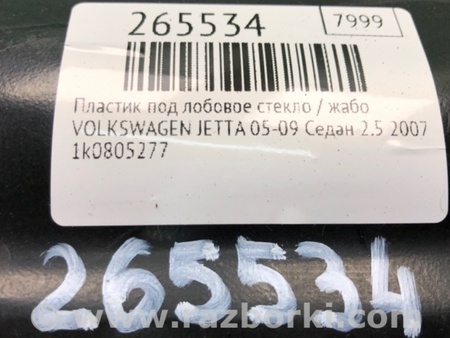 265534
7999
Пластик под лобовое стекло / жабо
VOLKSWAGEN JETTA 05-09 Седан 2.5 2007
1k0805277
265534
www.razborki.com